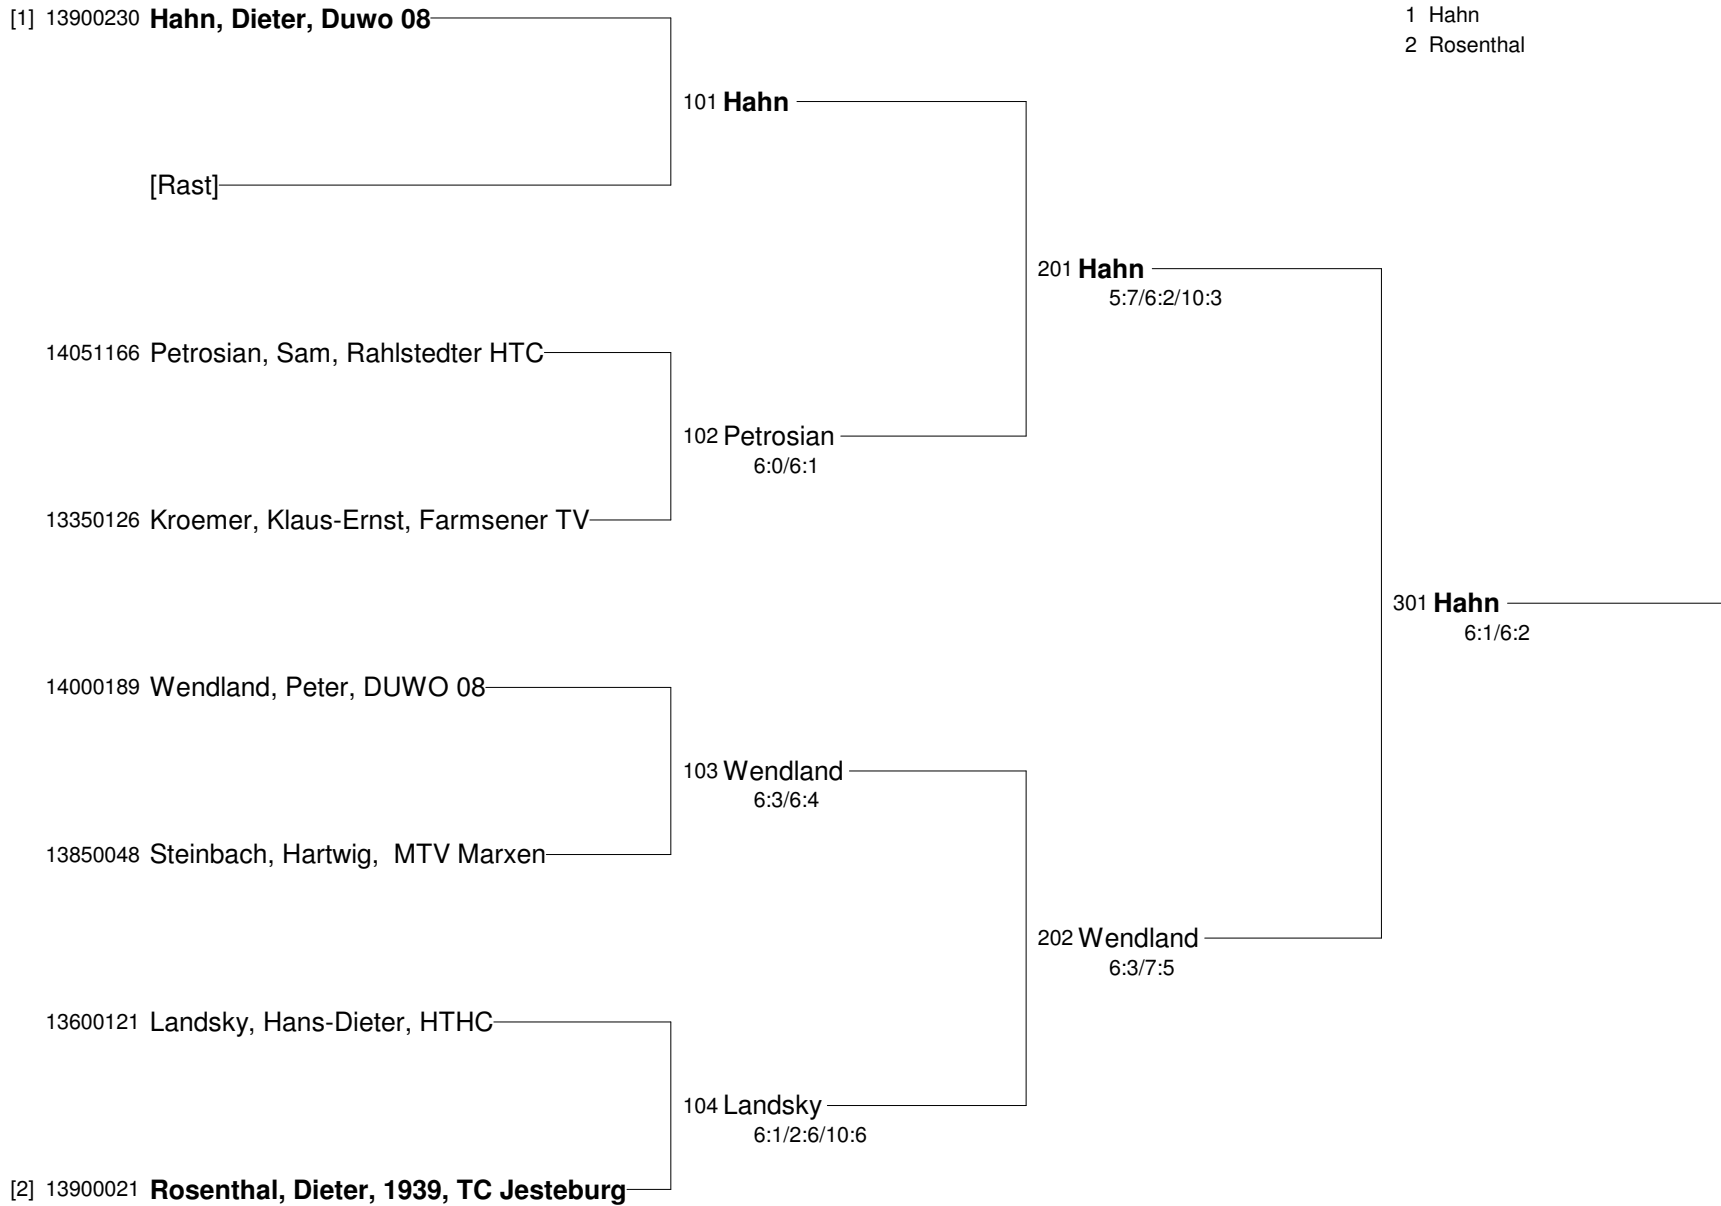 [1] 13900230 Hahn, Dieter, Duwo 08
1 Hahn
2 Rosenthal
101 Hahn
[Rast]
201 Hahn
5:7/6:2/10:3
14051166 Petrosian, Sam, Rahlstedter HTC
102 Petrosian
6:0/6:1
13350126 Kroemer, Klaus-Ernst, Farmsener TV
301 Hahn
6:1/6:2
14000189 Wendland, Peter, DUWO 08
103 Wendland
6:3/6:4
13850048 Steinbach, Hartwig, MTV Marxen
202 Wendland
6:3/7:5
13600121 Landsky, Hans-Dieter, HTHC
104 Landsky
6:1/2:6/10:6
[2] 13900021 Rosenthal, Dieter, 1939, TC Jesteburg